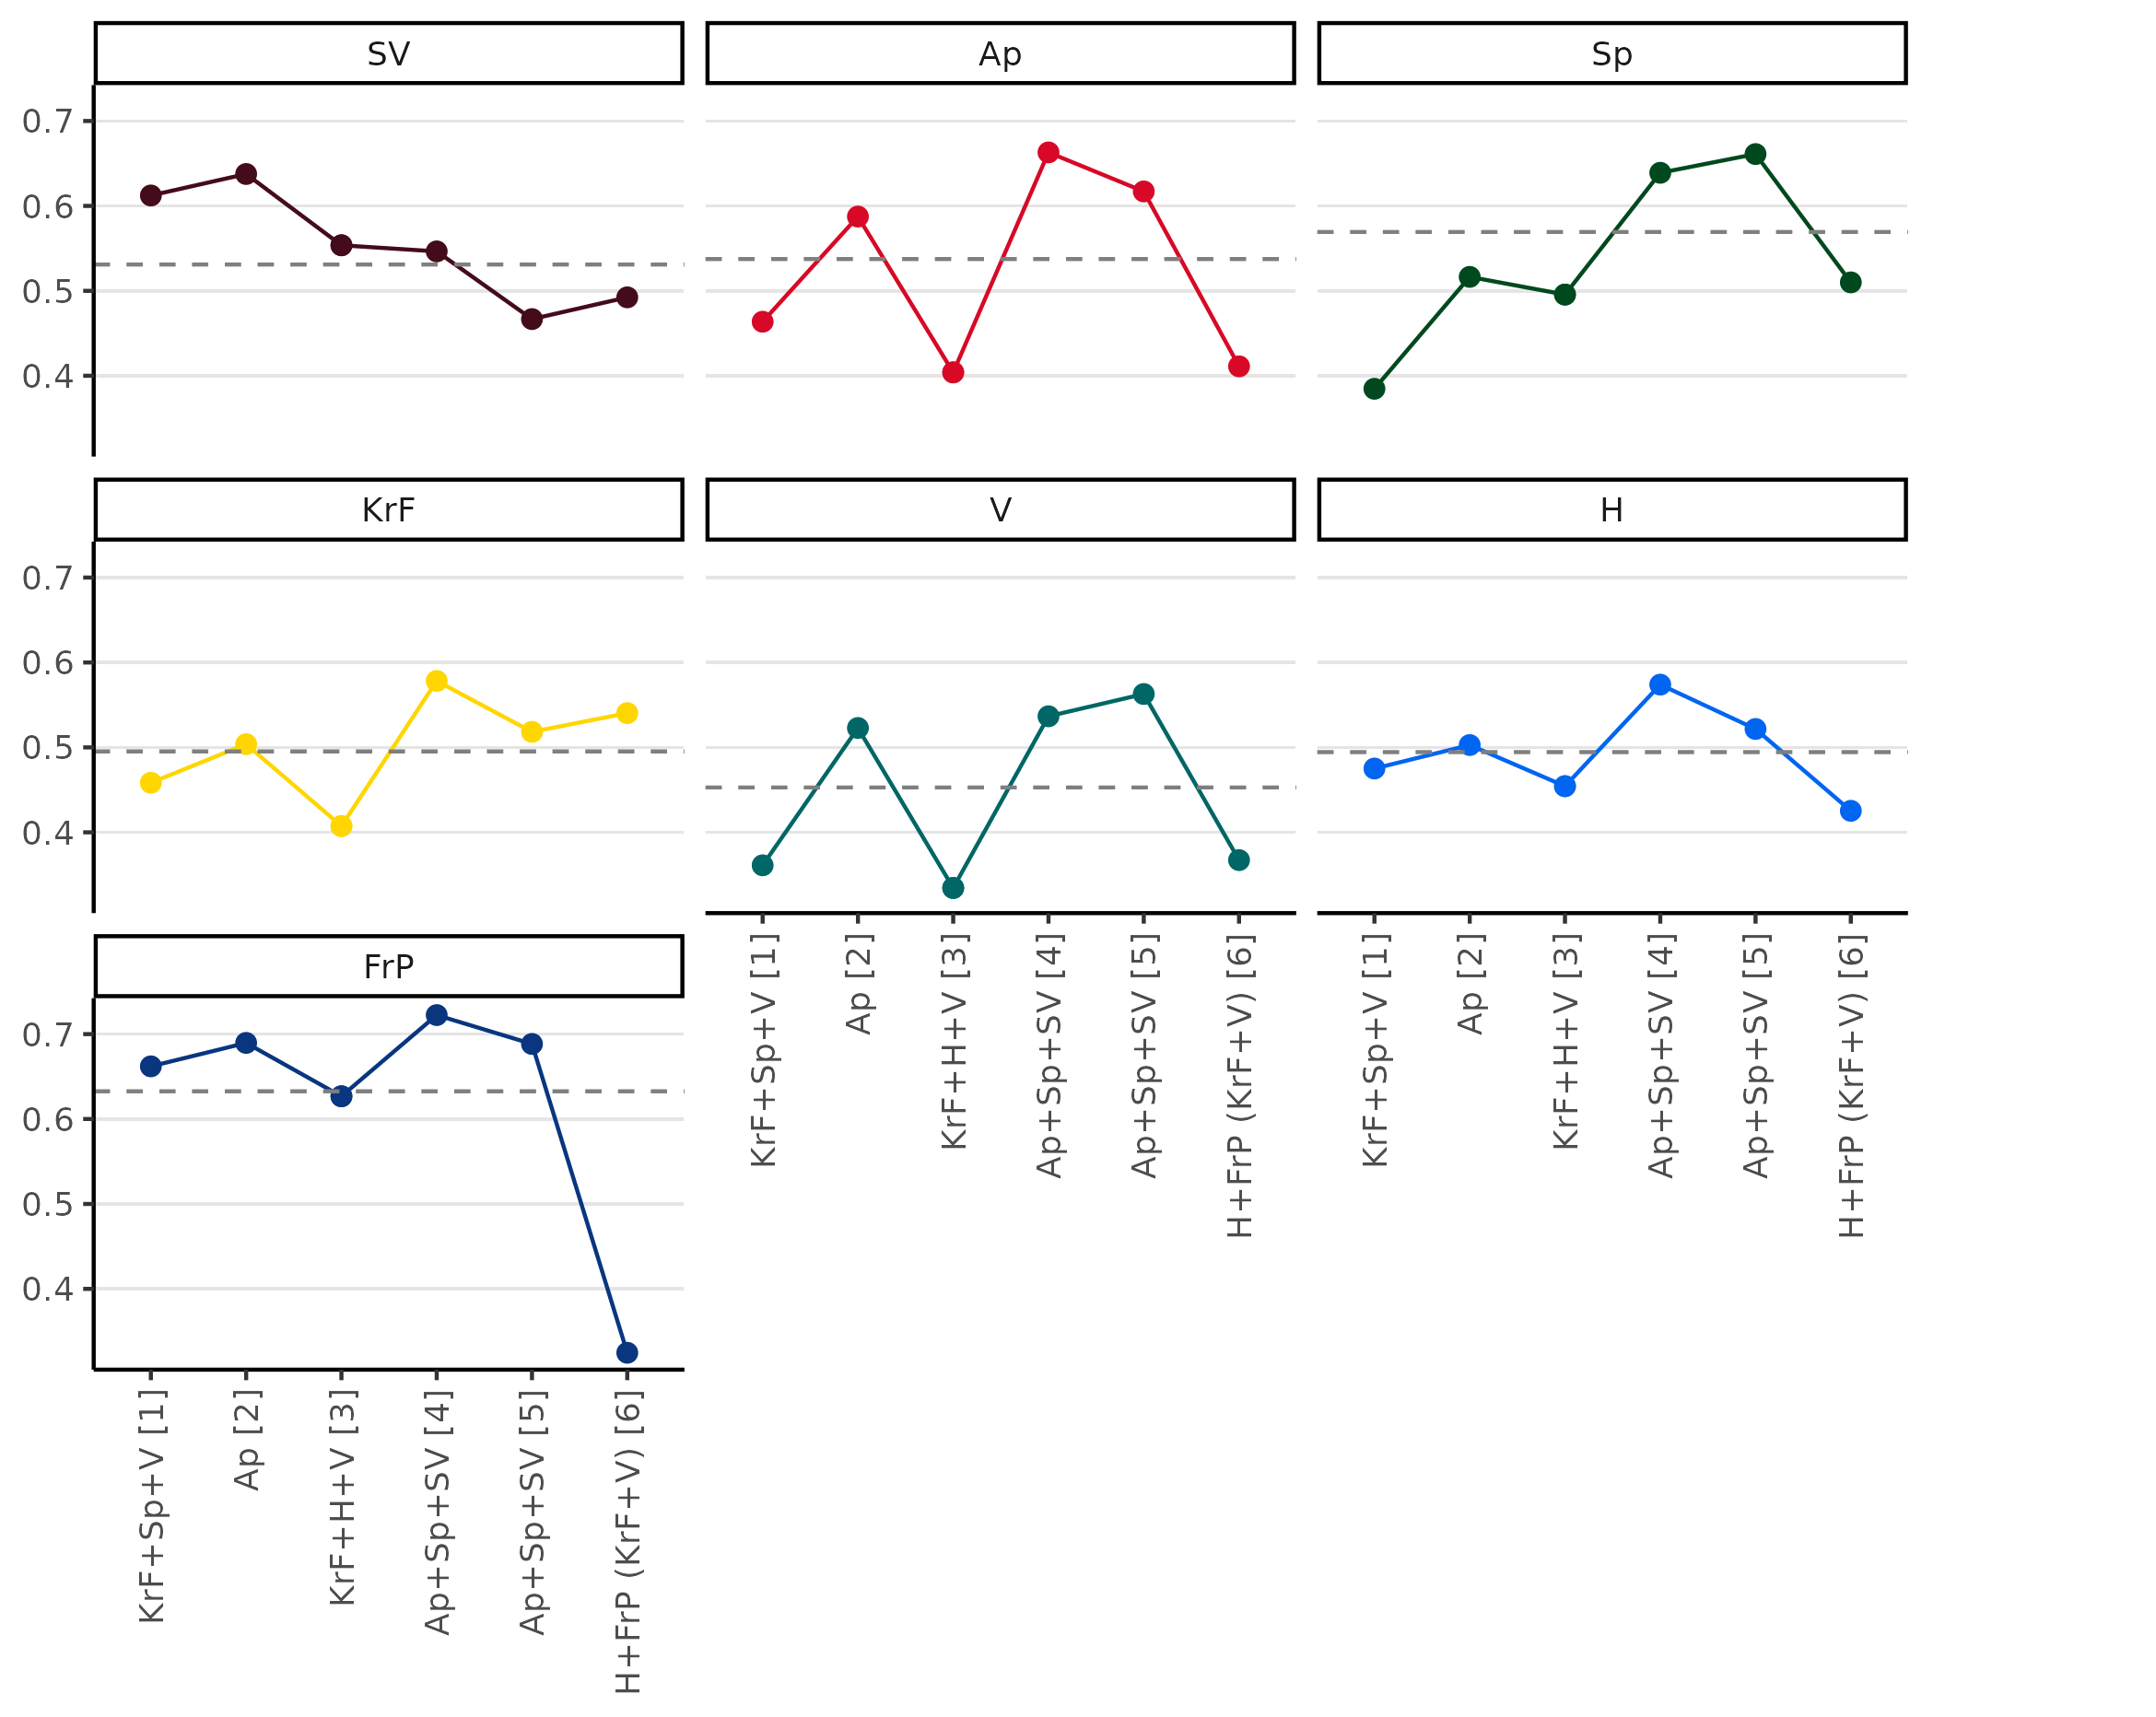 SV
Ap
Sp
0.7
0.6
0.5
0.4
KrF
V
H
0.7
0.6
0.5
0.4
KrF+Sp+V [1]
Ap [2]
KrF+H+V [3]
Ap+Sp+SV [4]
Ap+Sp+SV [5]
H+FrP (KrF+V) [6]
KrF+Sp+V [1]
Ap [2]
KrF+H+V [3]
Ap+Sp+SV [4]
Ap+Sp+SV [5]
H+FrP (KrF+V) [6]
FrP
0.7
0.6
0.5
0.4
KrF+Sp+V [1]
Ap [2]
KrF+H+V [3]
Ap+Sp+SV [4]
Ap+Sp+SV [5]
H+FrP (KrF+V) [6]